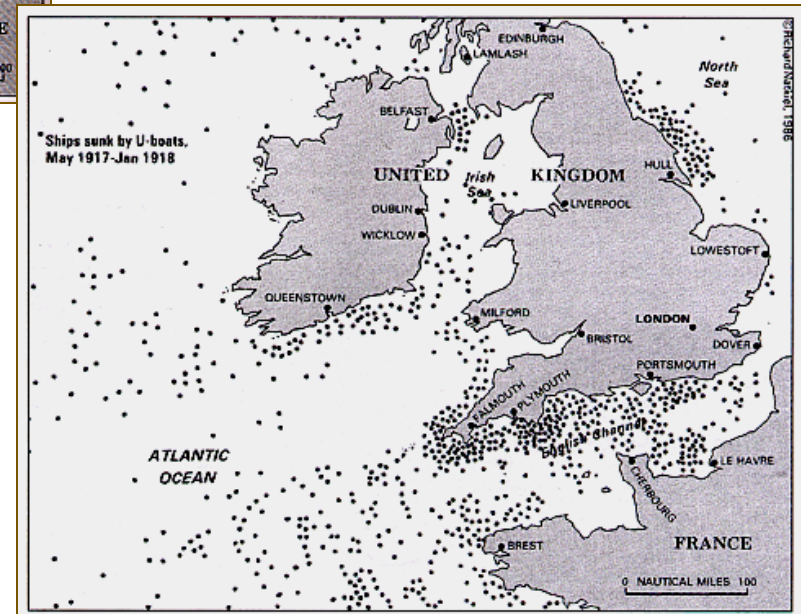 E
EDINBURGH
LAMLASH
North
Sea
©Richard Natkiel, 1986
BELFAST
Ships sunk by U-boats,
May 1917-Jan 1918
UNITED KINGDOM
Irish
Sea
HULL
DUBLIN
LIVERPOOL
WICKLOW
LOWESTOFT
QUEENSTOWN
MILFORD
LONDON
BRISTOL
DOVER
PORTSMOUTH
FALMOUTH
PLYMOUTH
English Channel
ATLANTIC
OCEAN
LE HAVRE
CHERBOURG
BREST
FRANCE
0 NAUTICAL MILES 100